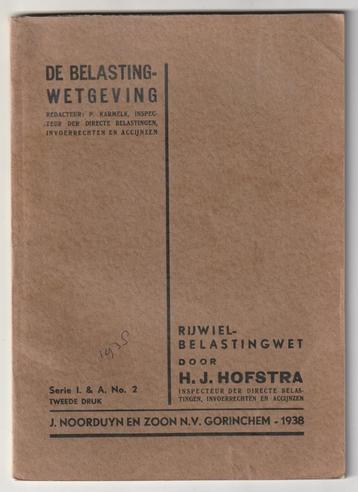 DE BELASTING-
WETGEVING
REDACTEUR: P. KARMELK, INSPEC-
TEUR DER DIRECTE BELASTINGEN,
INVOERRECHTEN EN ACCIJNZEN
1938
RIJWIEL-
BELASTINGWET
DOOR
H. J. HOFSTRA
INSPECTEUR DER DIRECTE BELAS-
TINGEN, INVOERRECHTEN EN ACCIJNZEN
Serie I. & A. No. 2
TWEEDE DRUK
J. NOORDUYN EN ZOON N.V. GORINCHEM - 1938